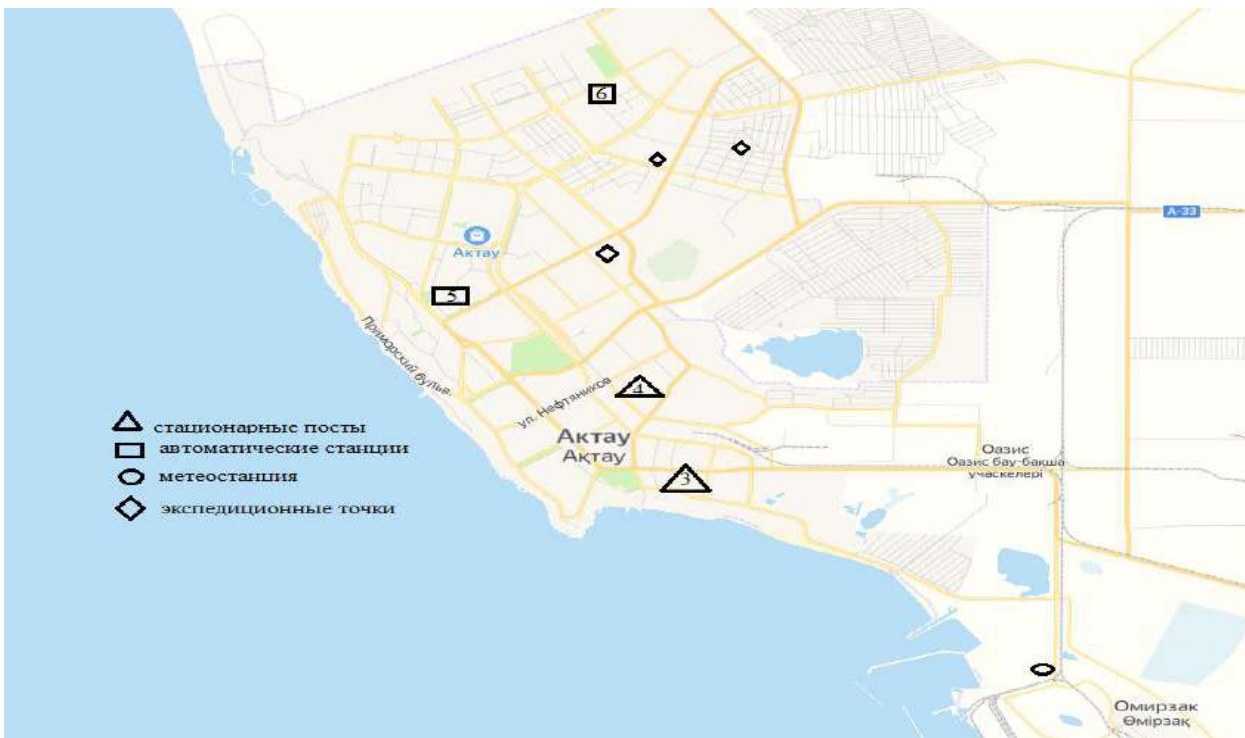 6
А-33
Актау
5
Приморский бульв.
4
ул. Нефтяников
стационарные посты
автоматические станции
метеостанция
экспедиционные точки
Актау
Ақтау
Оазис
Оазис бау-бақша
учаскелері
3
Омирзак
Өмірзақ